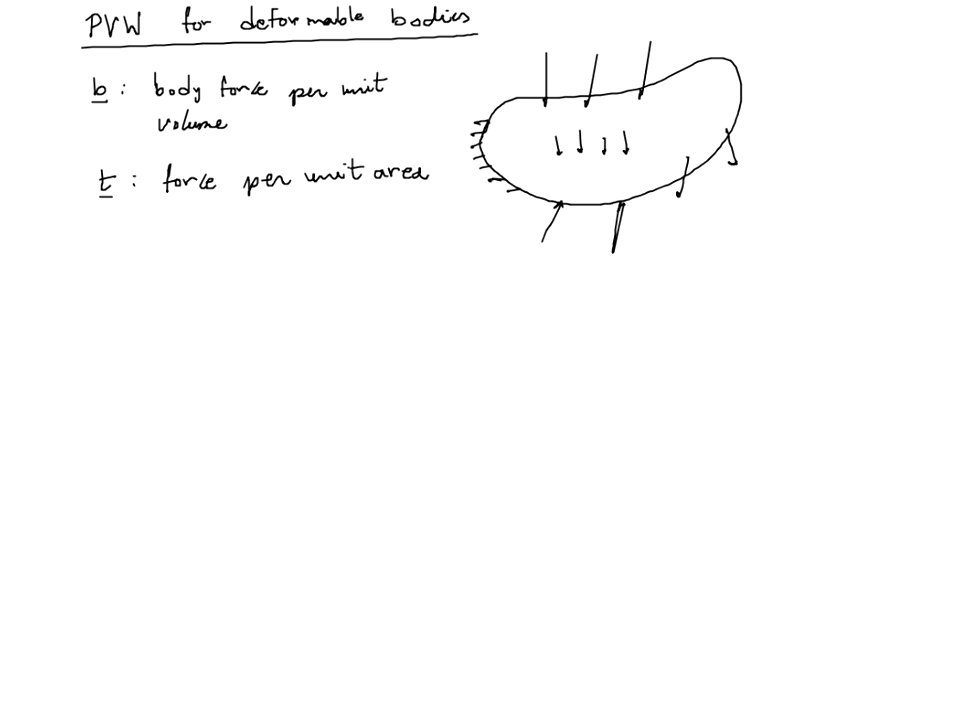 PVW for deformable bodies
b : body force per unit
volume
t : force per unit area